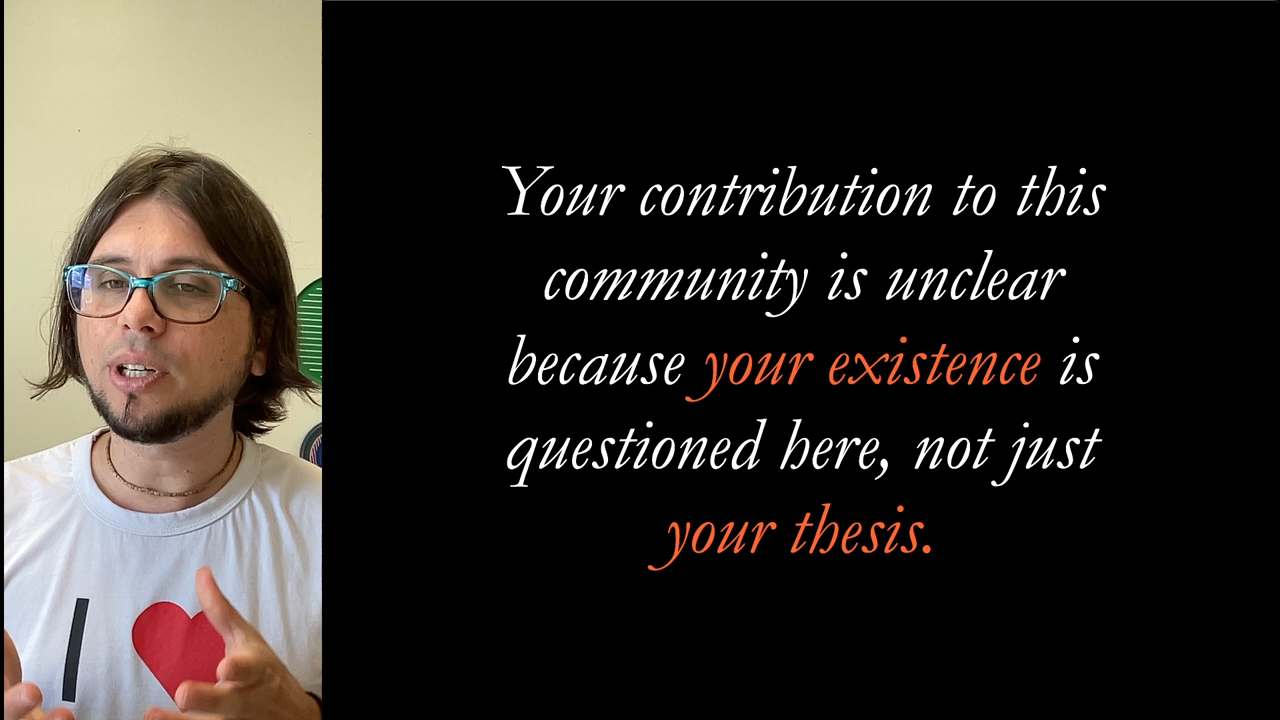 Your contribution to this
community is unclear
because your existence is
questioned here, not just
your thesis.
I